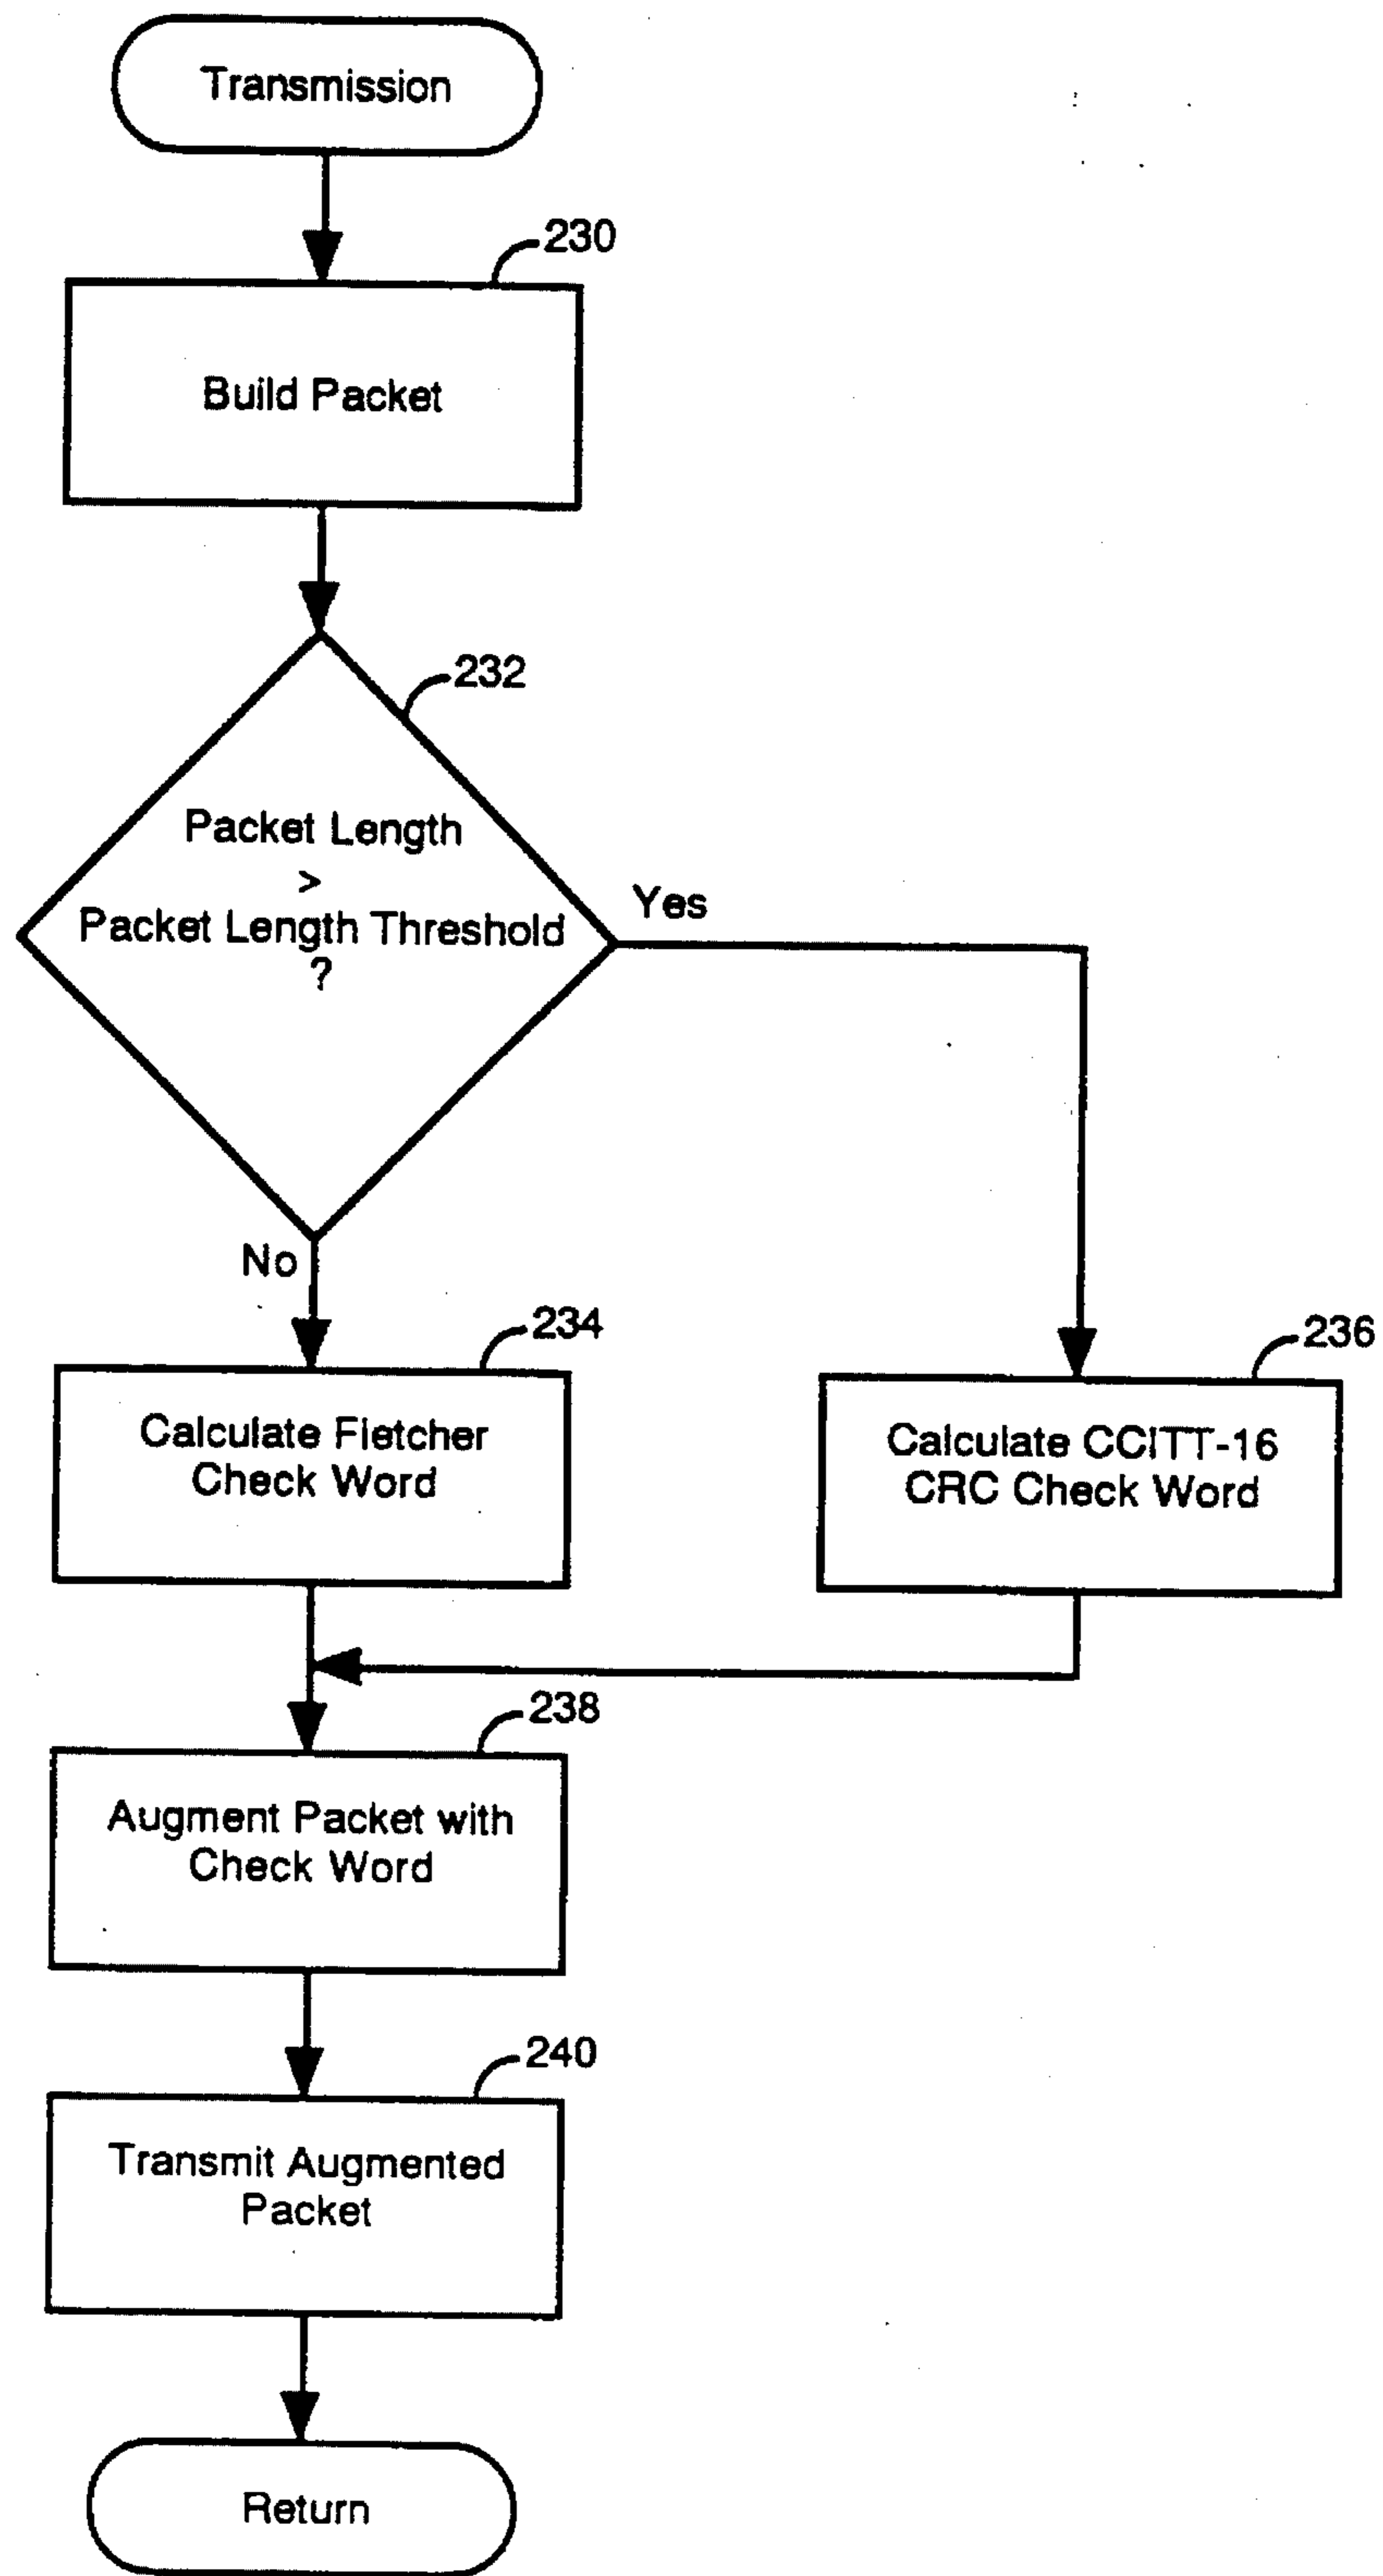 Transmission
230
Build Packet
232
Packet Length
>
Packet Length Threshold
?
Yes
No
234
Calculate Fletcher
Check Word
236
Calculate CCITT-16
CRC Check Word
238
Augment Packet with
Check Word
240
Transmit Augmented
Packet
Return